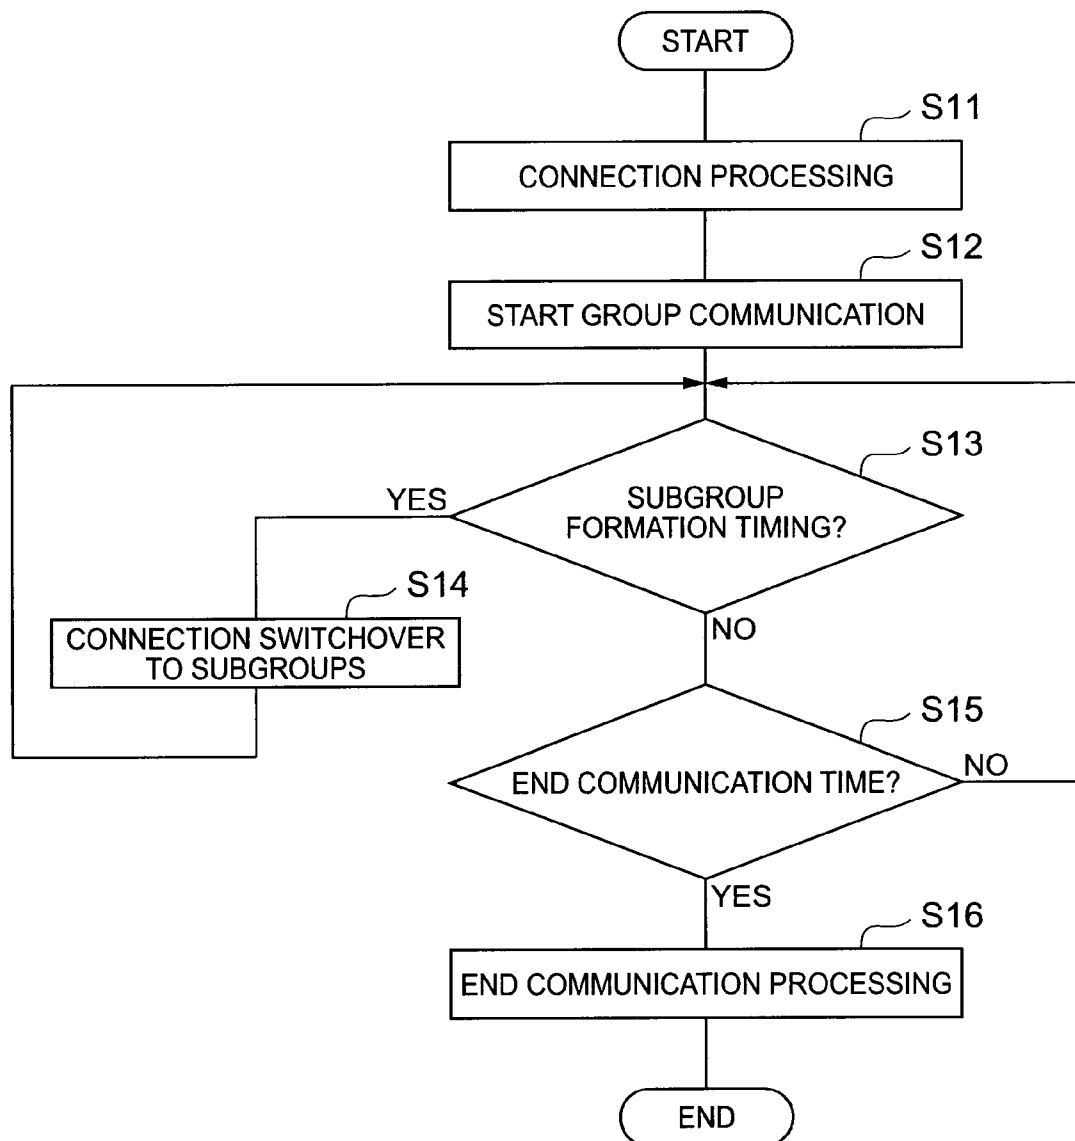 START
S11
CONNECTION PROCESSING
S12
START GROUP COMMUNICATION
S13
SUBGROUP
FORMATION TIMING?
YES
NO
S14
CONNECTION SWITCHOVER
TO SUBGROUPS
S15
END COMMUNICATION TIME?
NO
YES
S16
END COMMUNICATION PROCESSING
END